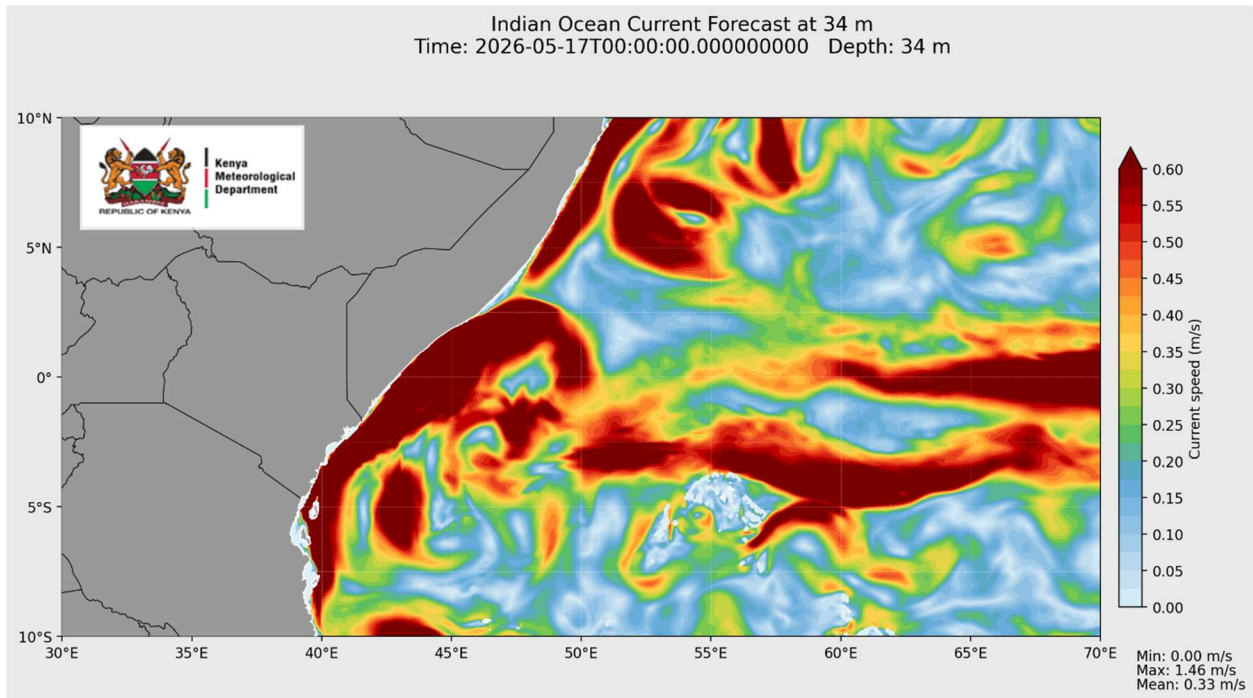 Indian Ocean Current Forecast at 34 m
Time: 2026-05-17T00:00:00.000000000   Depth: 34 m
10°N
5°N
0°
5°S
10°S
30°E
35°E
40°E
45°E
50°E
55°E
60°E
65°E
70°E
REPUBLIC OF KENYA
Kenya
Meteorological
Department
0.60
0.55
0.50
0.45
0.40
0.35
0.30
0.25
0.20
0.15
0.10
0.05
0.00
Current speed (m/s)
Min: 0.00 m/s
Max: 1.46 m/s
Mean: 0.33 m/s